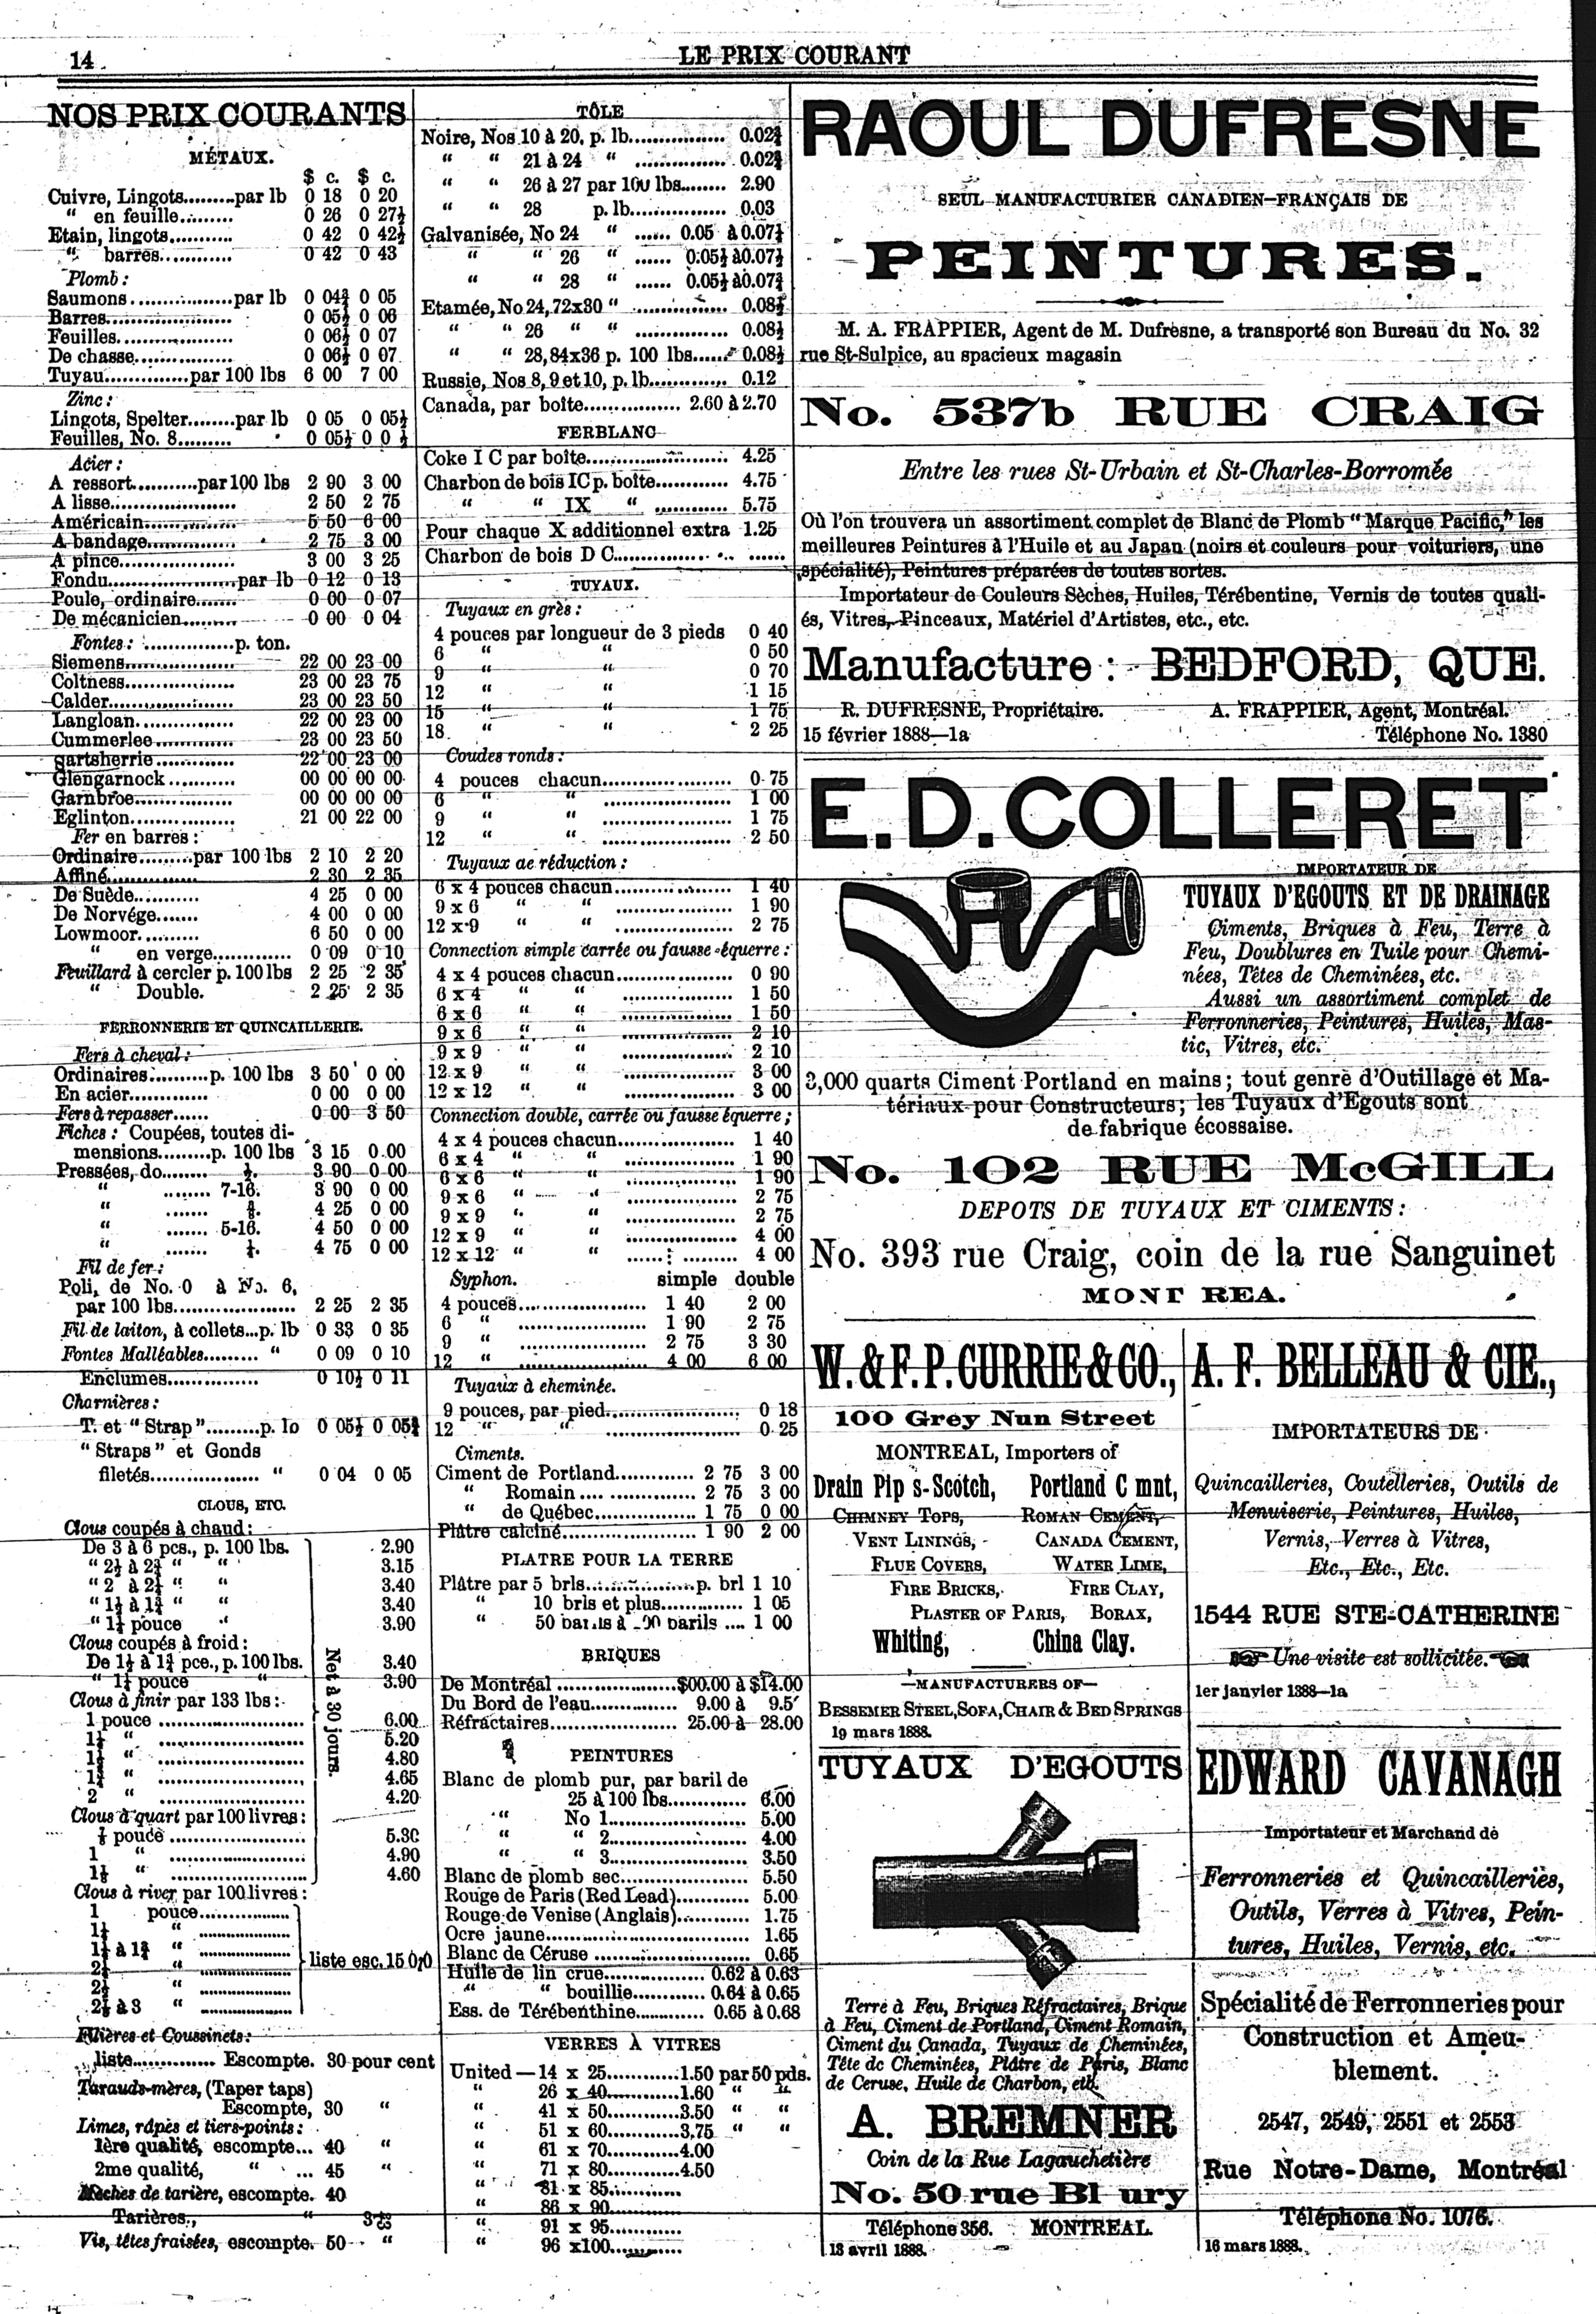 14
LE PRIX COURANT
NOS PRIX COURANTS
MÉTAUX.
$ c. $ c.
Cuivre, Lingots.........par lb 0 18 0 20
“ en feuille......... 0 26 0 27½
Etain, lingots........... 0 42 0 42½
“ barres............ 0 42 0 43
Plomb :
Saumons..................par lb 0 04¾ 0 05
Barres...................... 0 05½ 0 06
Feuilles..................... 0 06½ 0 07
De chasse.................. 0 06½ 0 07
Tuyau..............par 100 lbs 6 00 7 00
Zinc :
Lingots, Spelter........par lb 0 05 0 05½
Feuilles, No. 8......... 0 05½
Acier :
A ressort...........par 100 lbs 2 90 3 00
A lisse...................... 2 50 2 75
Américain................ 5 50 6 00
A bandage................ 2 75 3 00
A pince.................... 3 00 3 25
Fondu.......................par lb 0 12 0 13
Poule, ordinaire....... 0 00 0 07
De mécanicien......... 0 00 0 04
Fontes : ...............p. ton.
Siemens................... 22 00 23 00
Coltness................... 23 00 23 75
Calder...................... 23 00 23 50
Langloan................. 22 00 23 00
Cummerlee............. 23 00 23 50
gartsherrie.............. 22 00 23 00
Glengarnock........... 00 00 00 00
Garnbroe................. 00 00 00 00
Eglinton.................. 21 00 22 00
Fer en barres :
Ordinaire.........par 100 lbs 2 10 2 20
Affiné...................... 2 30 2 35
De Suède................ 4 25 0 00
De Norvége............ 4 00 0 00
Lowmoor................ 6 50 0 00
“ en verge............. 0 09 0 10
Feuillard à cercler p. 100 lbs 2 25 2 35
“ Double. 2 25 2 35
FERRONNERIE ET QUINCAILLERIE.
Fers à cheval :
Ordinaires..........p. 100 lbs 3 50 0 00
En acier................. 0 00 0 00
Fers à repasser...... 0 00 3 50
Fiches : Coupées, toutes di-
mensions.........p. 100 lbs 3 15 0.00
Pressées, do........ ½. 3 90 0 00
“ ........ 7-16. 3 90 0 00
“ ....... ⅜. 4 25 0 00
“ ....... 5-16. 4 50 0 00
“ ....... ¼. 4 75 0 00
Fil de fer :
Poli, de No. 0 à No. 6,
par 100 lbs..................... 2 25 2 35
Fil de laiton, à collets...p. lb 0 33 0 35
Fontes Malléables......... “ 0 09 0 10
Enclumes................ 0 10½ 0 11
Charnières :
T. et “ Strap ”.........p. lb 0 05½ 0 05¾
“ Straps ” et Gonds
filetés................... “ 0 04 0 05
CLOUS, ETC.
Clous coupés à chaud :
De 3 à 6 pcs., p. 100 lbs. 2.90
“ 2½ à 2¾ “ “ 3.15
“ 2 à 2¼ “ “ 3.40
“ 1½ à 1¾ “ “ 3.40
“ 1¼ pouce “ 3.90
Clous coupés à froid :
De 1½ à 1¾ pce., p. 100 lbs. 3.40
“ 1¼ pouce “ 3.90
Clous à finir par 133 lbs :
1 pouce ........................... 6.00
1¼ “ ........................... 5.20
1½ “ ........................... 4.80
1¾ “ ........................... 4.65
2 “ ........................... 4.20
Clous à quart par 100 livres :
⅞ pouce ........................... 5.30
1 “ ........................... 4.90
1¼ “ ........................... 4.60
Net à 30 jours.
Clous à river par 100 livres :
1 pouce..................
1¼ “ ..................
1½ à 1¾ “ ..................
2¼ “ ..................
2½ “ ..................
2½ à 3 “ ..................
liste esc. 15 0/0
Filières et Coussinets :
liste............... Escompte. 30 pour cent
Tarauds-mères, (Taper taps)
Escompte, 30 “
Limes, râpes et tiers-points :
1ère qualité, escompte... 40 “
2me qualité, “ ... 45 “
Mèches de tarière, escompte. 40
Tarières., “
Vis, têtes fraisées, escompte. 50 “
TÔLE
Noire, Nos 10 à 20, p. lb................ 0.02¾
“ “ 21 à 24 “ ............... 0.02¾
“ “ 26 à 27 par 100 lbs........ 2.90
“ “ 28 p. lb................ 0.03
Galvanisée, No 24 “ ...... 0.05 à 0.07¼
“ “ 26 “ ...... 0.05½ à 0.07½
“ “ 28 “ ...... 0.05½ à 0.07¾
Etamée, No 24, 72x30 “ ............... 0.08½
“ “ 26 “ “ ............... 0.08½
“ “ 28, 84x36 p. 100 lbs...... 0.08½
Russie, Nos 8, 9 et 10, p. lb............. 0.12
Canada, par boîte................ 2.60 à 2.70
FERBLANC
Coke I C par boîte........................ 4.25
Charbon de bois IC p. boîte............ 4.75
“ “ IX “ ............ 5.75
Pour chaque X additionnel extra 1.25
Charbon de bois D C................. ......
TUYAUX.
Tuyaux en grès :
4 pouces par longueur de 3 pieds 0 40
6 “ “ 0 50
9 “ “ 0 70
12 “ “ 1 15
15 “ “ 1 75
18 “ “ 2 25
Coudes ronds :
4 pouces chacun...................... 0 75
6 “ “ ...................... 1 00
9 “ “ ...................... 1 75
12 “ “ ...................... 2 50
Tuyaux de réduction :
6 x 4 pouces chacun.................... 1 40
9 x 6 “ “ .................... 1 90
12 x 9 “ “ .................... 2 75
Connection simple carrée ou fausse équerre :
4 x 4 pouces chacun.................... 0 90
6 x 4 “ “ .................... 1 50
6 x 6 “ “ .................... 1 50
9 x 6 “ “ .................... 2 10
9 x 9 “ “ .................... 2 10
12 x 9 “ “ .................... 3 00
12 x 12 “ “ .................... 3 00
Connection double, carrée ou fausse équerre ;
4 x 4 pouces chacun.................... 1 40
6 x 4 “ “ .................... 1 90
6 x 6 “ “ .................... 1 90
9 x 6 “ “ .................... 2 75
9 x 9 “ “ .................... 2 75
12 x 9 “ “ .................... 4 00
12 x 12 “ “ .................... 4 00
Syphon. simple double
4 pouces...................... 1 40 2 00
6 “ ...................... 1 90 2 75
9 “ ...................... 2 75 3 30
12 “ ...................... 4 00 6 00
Tuyaux à cheminée.
9 pouces, par pied....................... 0 18
12 “ “ ....................... 0.25
Ciments.
Ciment de Portland............. 2 75 3 00
“ Romain .... ............. 2 75 3 00
“ de Québec................. 1 75 0 00
Plâtre calciné...................... 1 90 2 00
PLATRE POUR LA TERRE
Plâtre par 5 brls...................p. brl 1 10
“ 10 brls et plus.............. 1 05
“ 50 barils à barils .... 1 00
BRIQUES
De Montréal .....................$00.00 à $14.00
Du Bord de l'eau............... 9.00 à 9.5
Réfractaires...................... 25.00 à 28.00
PEINTURES
Blanc de plomb pur, par baril de
25 à 100 lbs............. 6.00
“ No 1....................... 5.00
“ “ 2....................... 4.00
“ “ 3....................... 3.50
Blanc de plomb sec..................... 5.50
Rouge de Paris (Red Lead)............ 5.00
Rouge de Venise (Anglais)............ 1.75
Ocre jaune................................. 1.65
Blanc de Céruse ......................... 0.65
Huile de lin crue................. 0.62 à 0.63
“ “ bouillie............ 0.64 à 0.65
Ess. de Térébenthine............ 0.65 à 0.68
VERRES À VITRES
United — 14 x 25............1.50 par 50 pds.
“ 26 x 40............1.60 “ “
“ 41 x 50............3.50 “ “
“ 51 x 60............3.75 “ “
“ 61 x 70............4.00
“ 71 x 80............4.50
“ 81 x 85............
“ 86 x 90............
“ 91 x 95............
“ 96 x100............
RAOUL DUFRESNE
SEUL MANUFACTURIER CANADIEN-FRANÇAIS DE
PEINTURES.
M. A. FRAPPIER, Agent de M. Dufresne, a transporté son Bureau du No. 32
rue St-Sulpice, au spacieux magasin
No. 537b RUE CRAIG
Entre les rues St-Urbain et St-Charles-Borromée
Où l'on trouvera un assortiment complet de Blanc de Plomb “ Marque Pacific,” les
meilleures Peintures à l'Huile et au Japan (noirs et couleurs pour voituriers, une
spécialité), Peintures préparées de toutes sortes.
Importateur de Couleurs Sèches, Huiles, Térébentine, Vernis de toutes quali-
és, Vitres, Pinceaux, Matériel d'Artistes, etc., etc.
Manufacture : BEDFORD, QUE.
R. DUFRESNE, Propriétaire. A. FRAPPIER, Agent, Montréal.
15 février 1888—1a Téléphone No. 1380
E. D. COLLERET
IMPORTATEUR DE
TUYAUX D'EGOUTS ET DE DRAINAGE
Ciments, Briques à Feu, Terre à
Feu, Doublures en Tuile pour Chemi-
nées, Têtes de Cheminées, etc.
Aussi un assortiment complet de
Ferronneries, Peintures, Huiles, Mas-
tic, Vitres, etc.
3,000 quarts Ciment Portland en mains ; tout genre d'Outillage et Ma-
tériaux pour Constructeurs ; les Tuyaux d'Egouts sont
de fabrique écossaise.
No. 102 RUE McGILL
DEPOTS DE TUYAUX ET CIMENTS :
No. 393 rue Craig, coin de la rue Sanguinet
MONT REA.
W. & F. P. CURRIE & CO.,
100 Grey Nun Street
MONTREAL, Importers of
Drain Pip s-Scotch, Portland C mnt,
CHIMNEY TOPS, ROMAN CEMENT,
VENT LININGS, CANADA CEMENT,
FLUE COVERS, WATER LIME,
FIRE BRICKS, FIRE CLAY,
PLASTER OF PARIS, BORAX,
Whiting, China Clay.
—MANUFACTURERS OF—
BESSEMER STEEL, SOFA, CHAIR & BED SPRINGS
19 mars 1888.
TUYAUX D'EGOUTS
Terre à Feu, Briques Réfractaires, Brique
à Feu, Ciment de Portland, Ciment Romain,
Ciment du Canada, Tuyaux de Cheminées,
Tête de Cheminées, Plâtre de Paris, Blanc
de Ceruse, Huile de Charbon, etc.
A. BREMNER
Coin de la Rue Lagauchetière
No. 50 rue Bl ury
Téléphone 356. MONTREAL.
13 avril 1888.
A. F. BELLEAU & CIE.,
IMPORTATEURS DE
Quincailleries, Coutelleries, Outils de
Menuiserie, Peintures, Huiles,
Vernis, Verres à Vitres,
Etc., Etc., Etc.
1544 RUE STE-CATHERINE
Une visite est sollicitée.
1er janvier 1888—1a
EDWARD CAVANAGH
Importateur et Marchand de
Ferronneries et Quincailleries,
Outils, Verres à Vitres, Pein-
tures, Huiles, Vernis, etc.
Spécialité de Ferronneries pour
Construction et Ameu-
blement.
2547, 2549, 2551 et 2553
Rue Notre-Dame, Montréal
Téléphone No. 1076.
16 mars 1888.